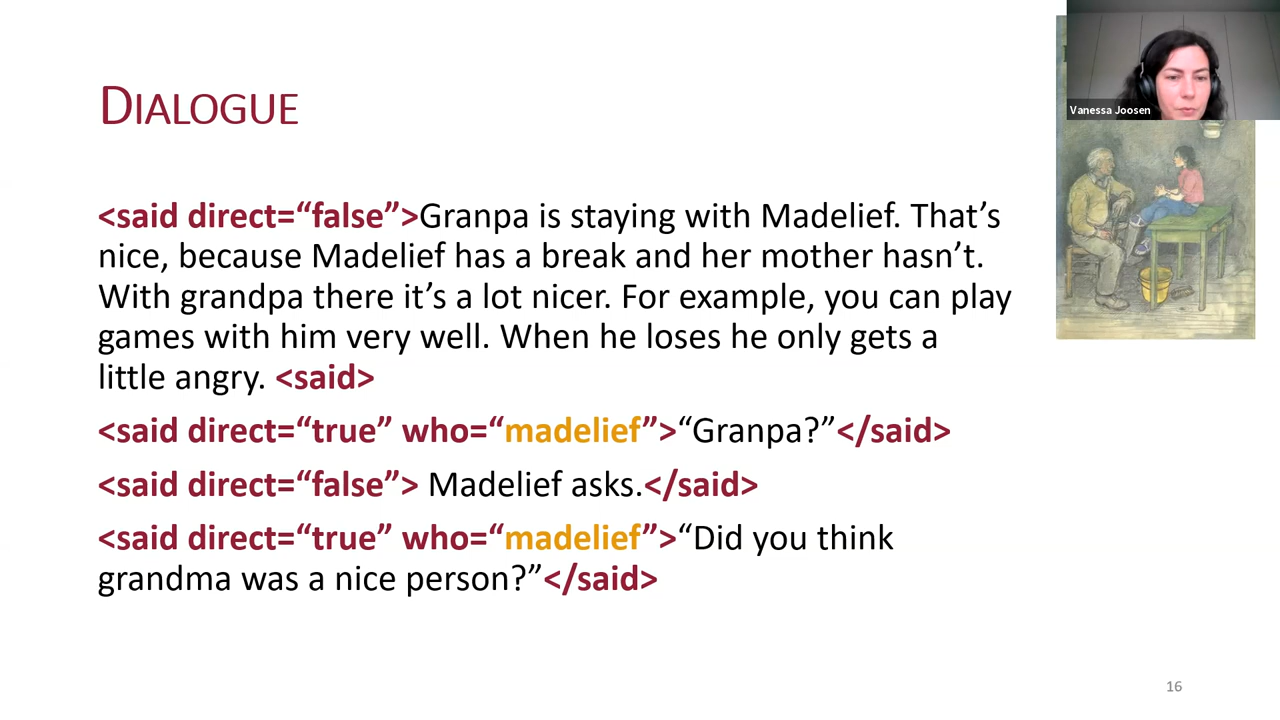 DIALOGUE
Vanessa Joosen
<said direct=“false”>Granpa is staying with Madelief. That’s
nice, because Madelief has a break and her mother hasn’t.
With grandpa there it’s a lot nicer. For example, you can play
games with him very well. When he loses he only gets a
little angry. <said>
<said direct=“true” who=“madelief”>“Granpa?”</said>
<said direct=“false”> Madelief asks.</said>
<said direct=“true” who=“madelief”>“Did you think
grandma was a nice person?”</said>
16